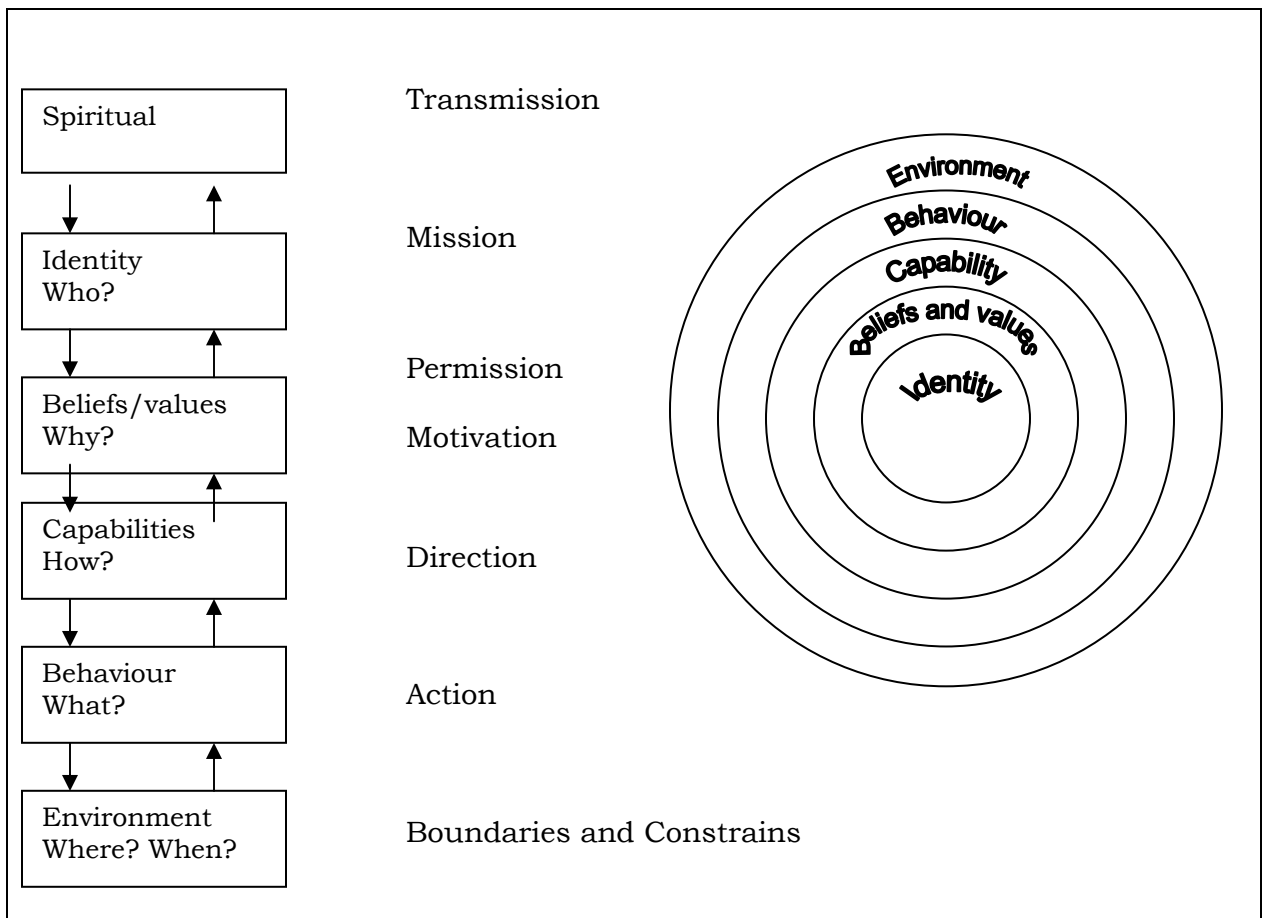 Spiritual
Transmission
Identity
Who?
Mission
Beliefs/values
Why?
Permission
Motivation
Capabilities
How?
Direction
Behaviour
What?
Action
Environment
Where? When?
Boundaries and Constrains
Environment
Behaviour
Capability
Beliefs and values
Identity